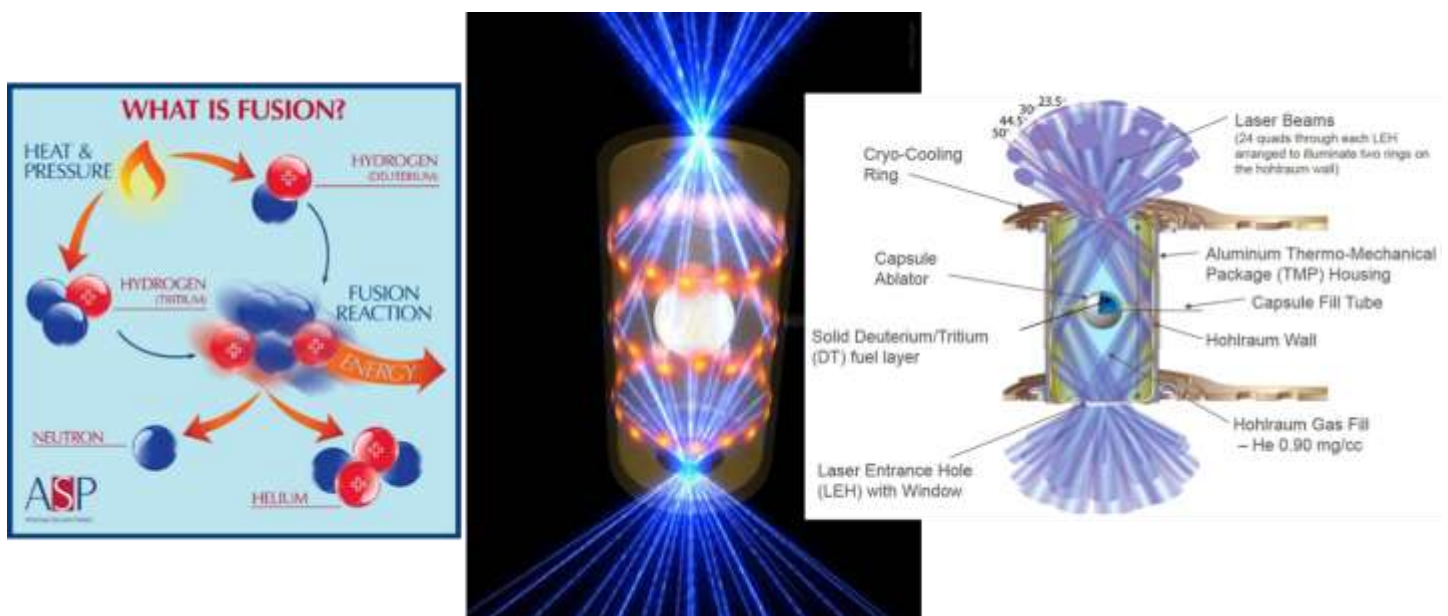 WHAT IS FUSION?
HEAT &
PRESSURE
HYDROGEN
(DEUTERIUM)
HYDROGEN
(TRITIUM)
FUSION
REACTION
ENERGY
NEUTRON
HELIUM
ASP
50°
44.5°
30°
23.5°
Laser Beams
(24 quads through each LEH
arranged to illuminate two rings on
the hohlraum wall)
Cryo-Cooling
Ring
Aluminum Thermo-Mechanical
Package (TMP) Housing
Capsule
Ablator
Capsule Fill Tube
Solid Deuterium/Tritium
(DT) fuel layer
Hohlraum Wall
Hohlraum Gas Fill
– He 0.90 mg/cc
Laser Entrance Hole
(LEH) with Window